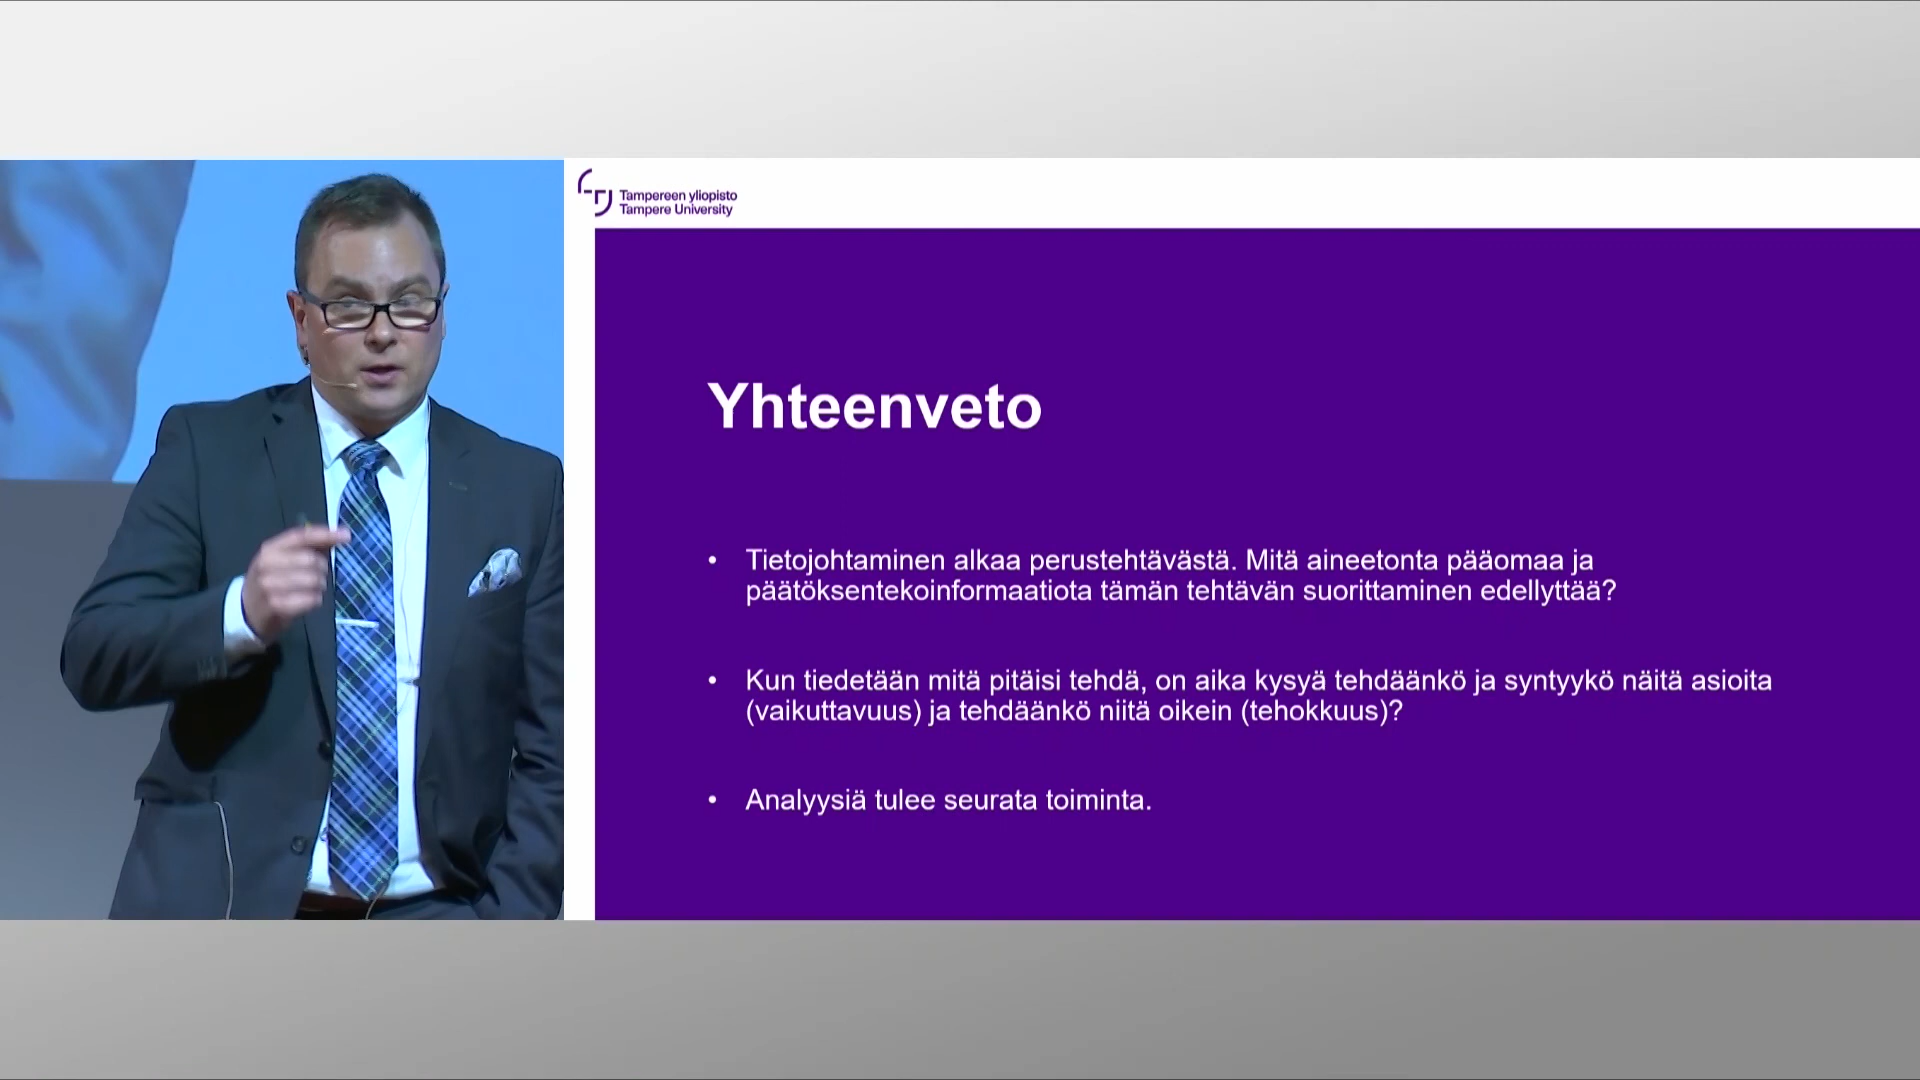 Tampereen yliopisto
Tampere University
Yhteenveto
• Tietojohtaminen alkaa perustehtävästä. Mitä aineetonta pääomaa ja
päätöksentekoinformaatiota tämän tehtävän suorittaminen edellyttää?
• Kun tiedetään mitä pitäisi tehdä, on aika kysyä tehdäänkö ja syntyykö näitä asioita
(vaikuttavuus) ja tehdäänkö niitä oikein (tehokkuus)?
• Analyysiä tulee seurata toiminta.